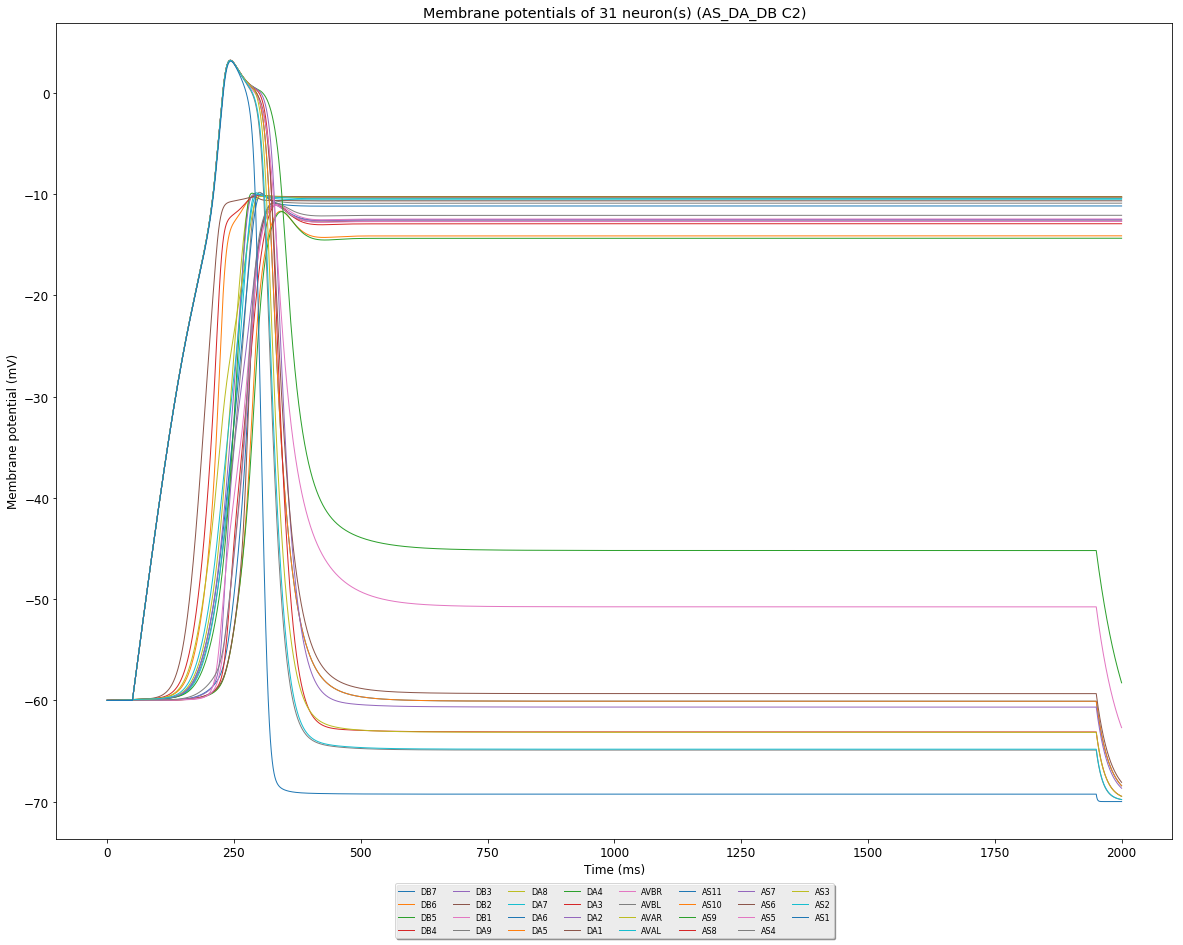 Membrane potentials of 31 neuron(s) (AS_DA_DB C2)
Membrane potential (mV)
0
−10
−20
−30
−40
−50
−60
−70
0 250 500 750 1000 1250 1500 1750 2000
Time (ms)
DB7 DB3 DA8 DA4 AVBR AS11 AS7 AS3
DB6 DB2 DA7 DA3 AVBL AS10 AS6 AS2
DB5 DB1 DA6 DA2 AVAR AS9 AS5 AS1
DB4 DA9 DA5 DA1 AVAL AS8 AS4